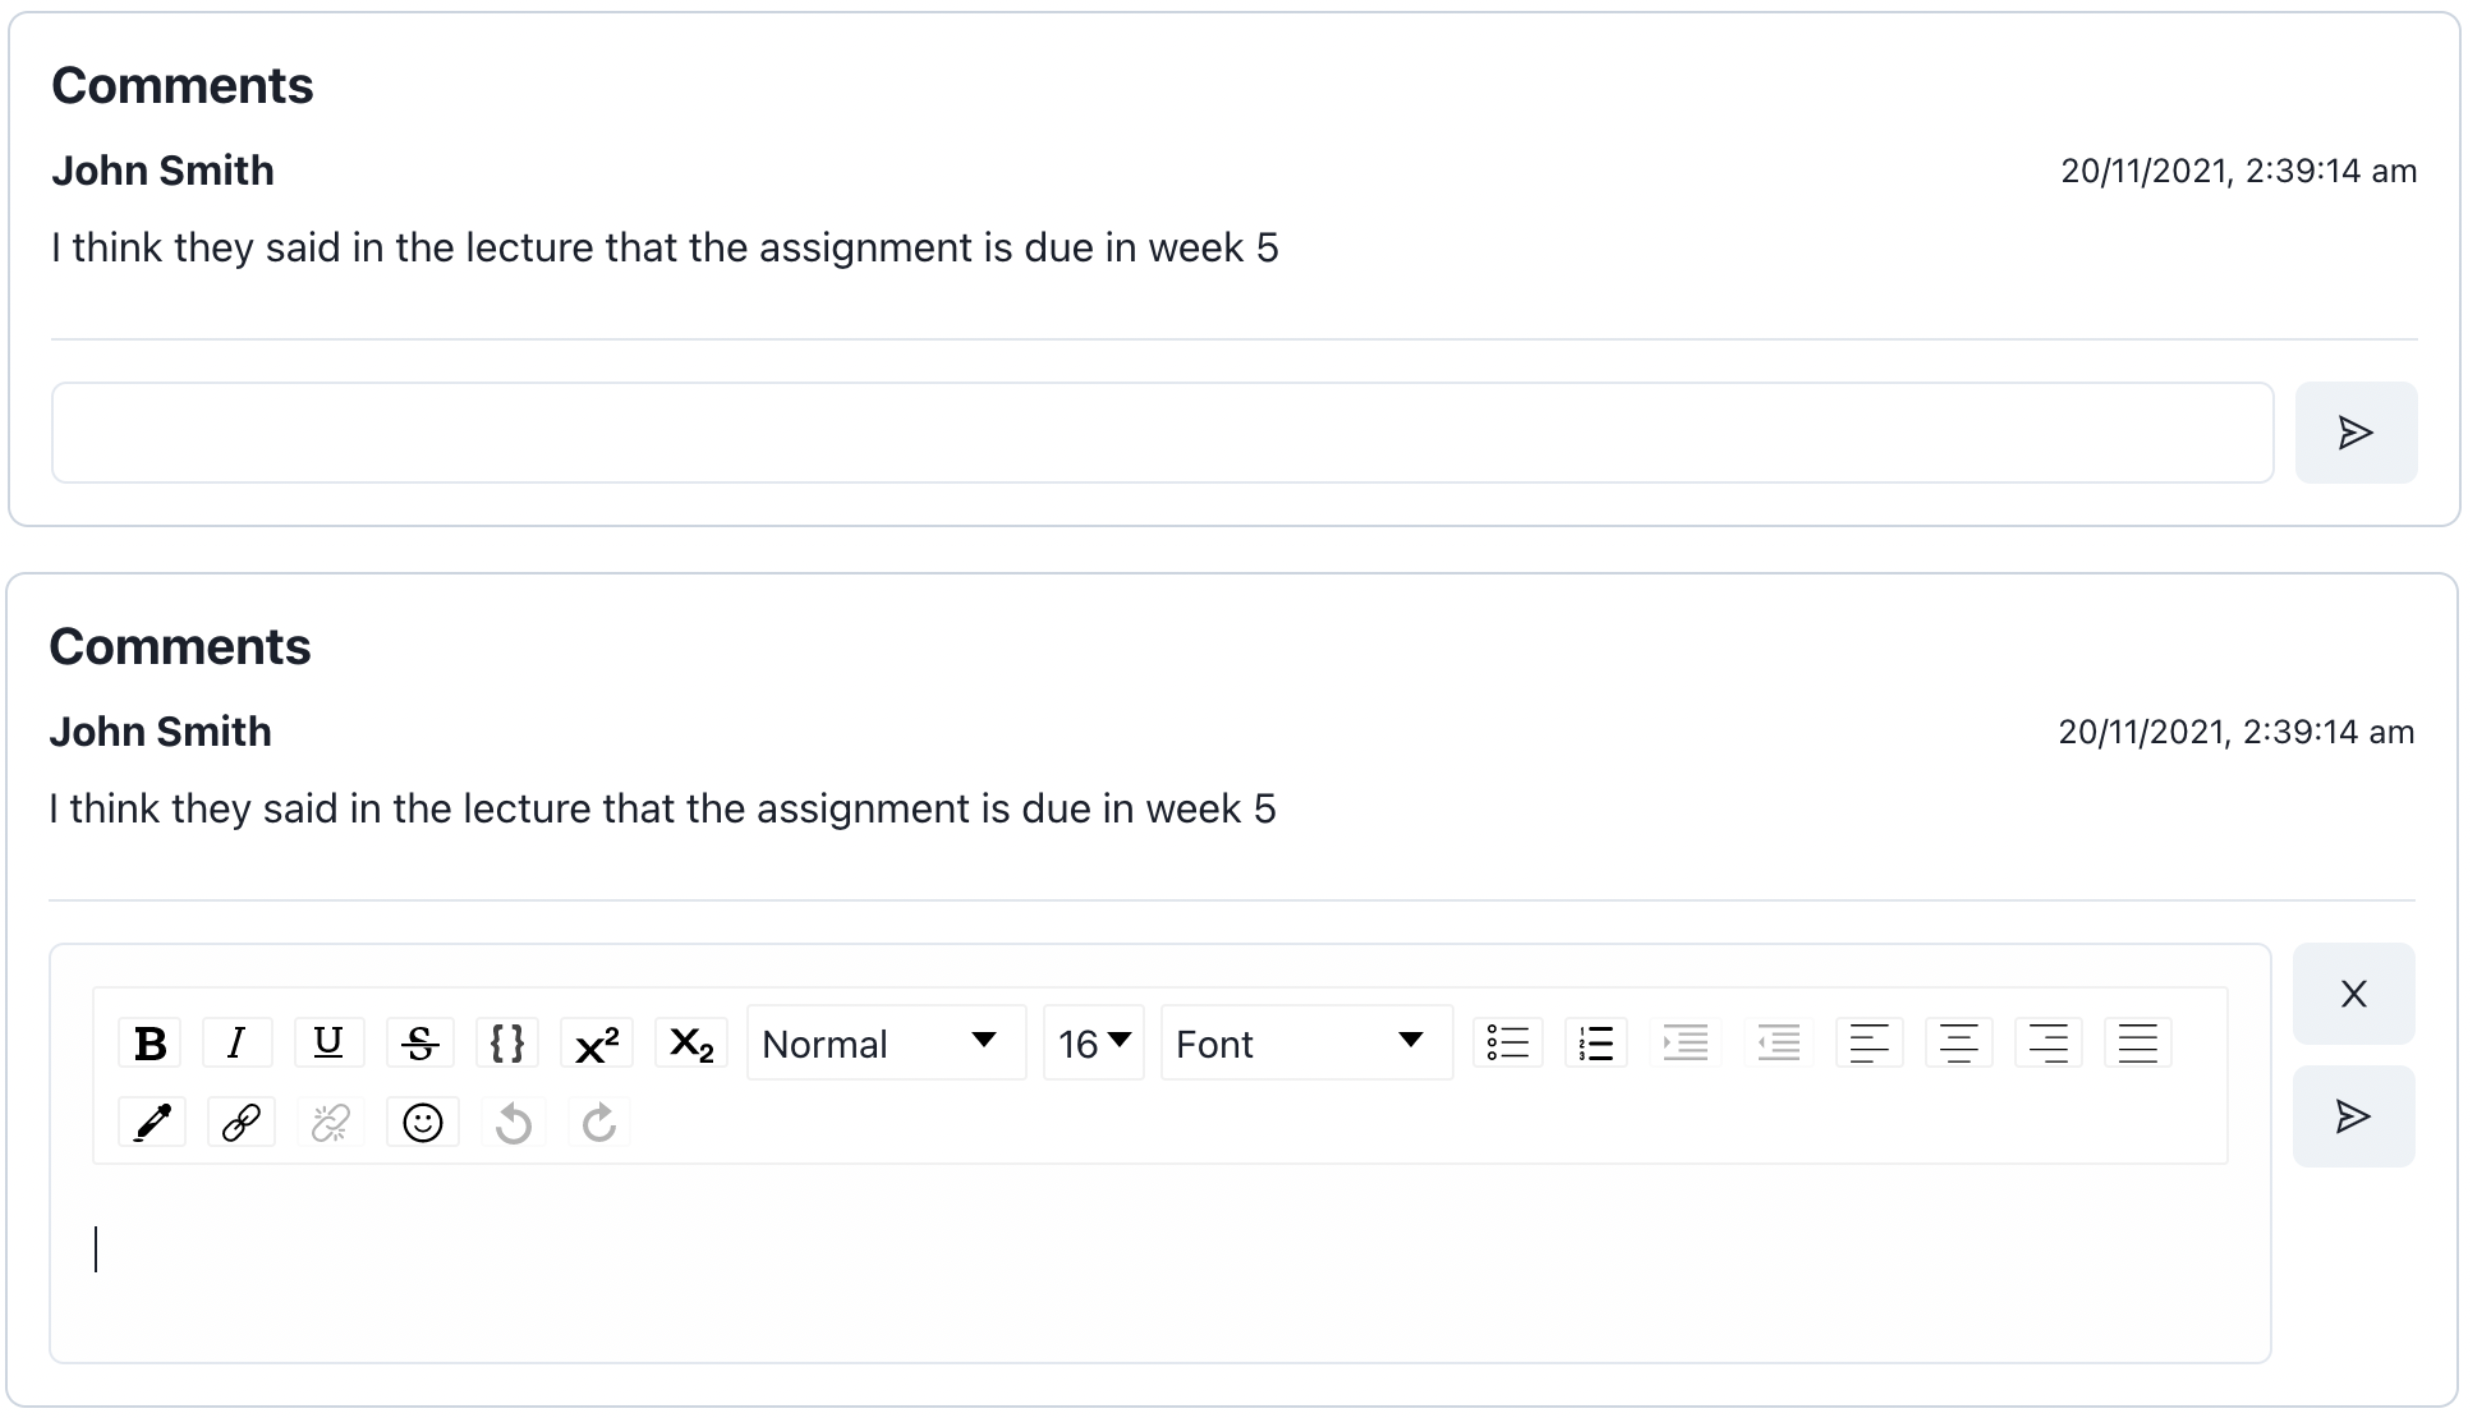 Comments
John Smith 20/11/2021, 2:39:14 am
I think they said in the lecture that the assignment is due in week 5
Comments
John Smith 20/11/2021, 2:39:14 am
I think they said in the lecture that the assignment is due in week 5
B I U S {} x² x₂ Normal 16 Font